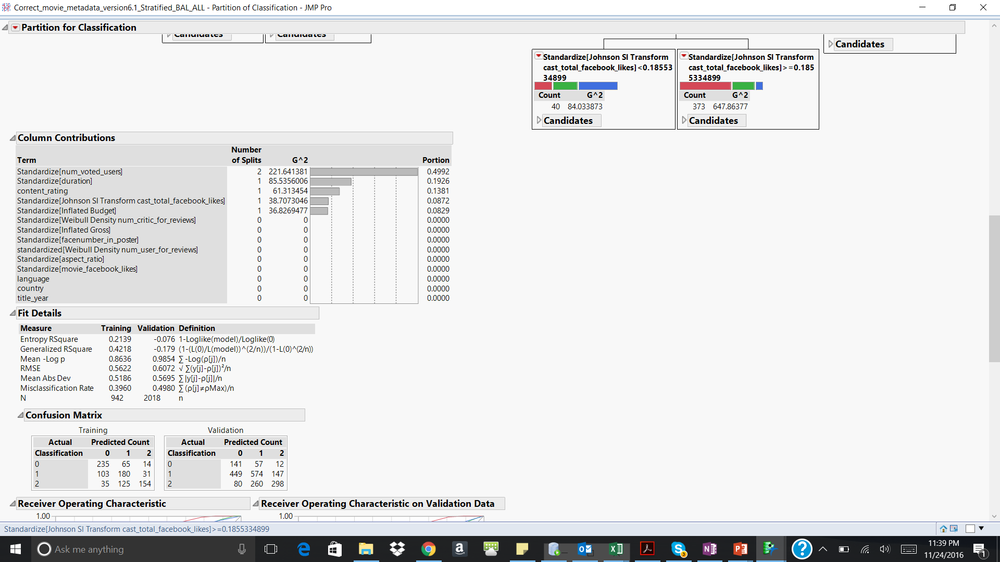 Correct_movie_metadata_version6.1_Stratified_BAL_ALL - Partition of Classification - JMP Pro
Partition for Classification
Candidates
Candidates
Candidates
Standardize[Johnson SI Transform
cast_total_facebook_likes]<0.18553
34899
Count G^2
40 84.033873
Candidates
Standardize[Johnson SI Transform
cast_total_facebook_likes]>=0.185
5334899
Count G^2
373 647.86377
Candidates
Column Contributions
Term Number of Splits G^2 Portion
Standardize[num_voted_users] 2 221.641381 0.4992
Standardize[duration] 1 85.5356006 0.1926
content_rating 1 61.313454 0.1381
Standardize[Johnson SI Transform cast_total_facebook_likes] 1 38.7073046 0.0872
Standardize[Inflated Budget] 1 36.8269477 0.0829
Standardize[Weibull Density num_critic_for_reviews] 0 0 0.0000
Standardize[Inflated Gross] 0 0 0.0000
Standardize[facenumber_in_poster] 0 0 0.0000
standardized[Weibull Density num_user_for_reviews] 0 0 0.0000
Standardize[aspect_ratio] 0 0 0.0000
Standardize[movie_facebook_likes] 0 0 0.0000
language 0 0 0.0000
country 0 0 0.0000
title_year 0 0 0.0000
Fit Details
Measure Training Validation Definition
Entropy RSquare 0.2139 -0.076 1-Loglike(model)/Loglike(0)
Generalized RSquare 0.4218 -0.179 (1-(L(0)/L(model))^(2/n))/(1-L(0)^(2/n))
Mean -Log p 0.8636 0.9854 ∑ -Log(ρ[j])/n
RMSE 0.5622 0.6072 √ ∑(y[j]-ρ[j])²/n
Mean Abs Dev 0.5186 0.5695 ∑ |y[j]-ρ[j]|/n
Misclassification Rate 0.3960 0.4980 ∑ (ρ[j]≠ρMax)/n
N 942 2018 n
Confusion Matrix
Training
Actual Predicted Count
Classification 0 1 2
0 235 65 14
1 103 180 31
2 35 125 154
Validation
Actual Predicted Count
Classification 0 1 2
0 141 57 12
1 449 574 147
2 80 260 298
Receiver Operating Characteristic
1.00
Receiver Operating Characteristic on Validation Data
1.00
Standardize[Johnson SI Transform cast_total_facebook_likes]>=0.1855334899
Ask me anything
11:39 PM
11/24/2016